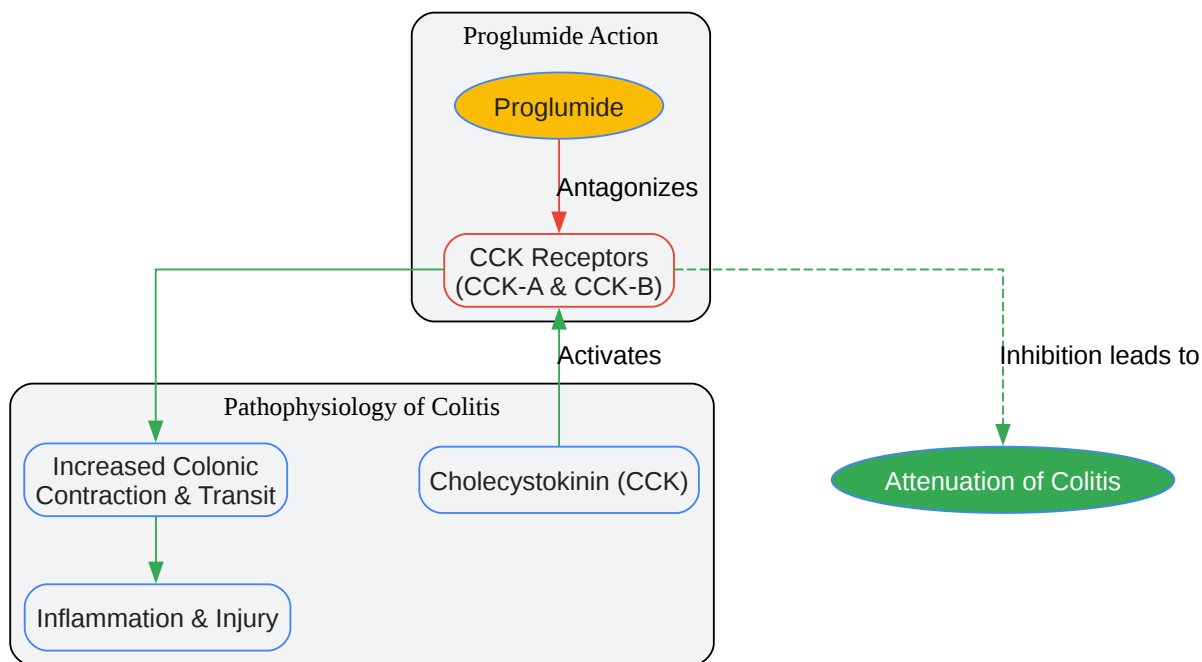 Proglumide Action
Proglumide
Antagonizes
CCK Receptors
(CCK-A & CCK-B)
Activates
Inhibition leads to
Pathophysiology of Colitis
Increased Colonic
Contraction & Transit
Cholecystokinin (CCK)
Attenuation of Colitis
Inflammation & Injury